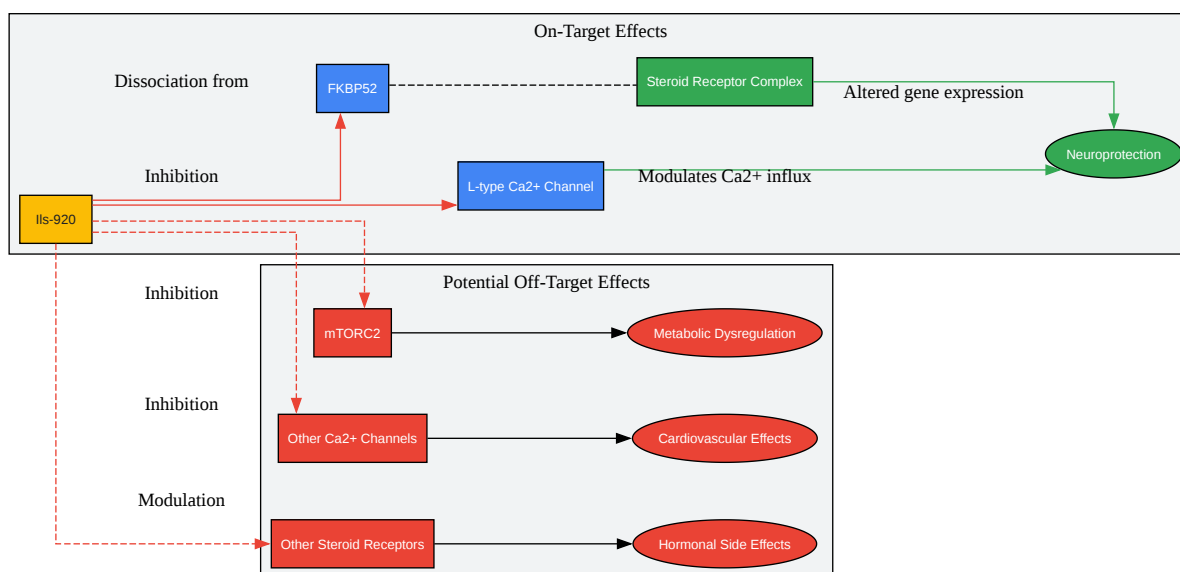 On-Target Effects
Dissociation from
FKBP52
Steroid Receptor Complex
Altered gene expression
Neuroprotection
Inhibition
L-type Ca2+ Channel
Modulates Ca2+ influx
Ils-920
Potential Off-Target Effects
Inhibition
mTORC2
Metabolic Dysregulation
Inhibition
Other Ca2+ Channels
Cardiovascular Effects
Modulation
Other Steroid Receptors
Hormonal Side Effects